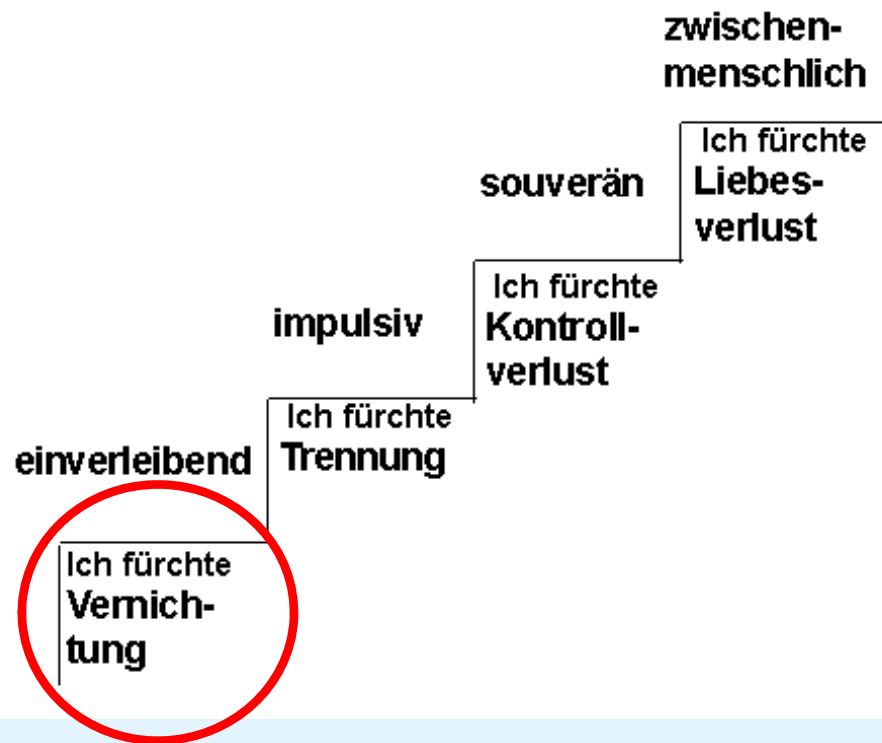 zwischen-
menschlich
Ich fürchte
Liebes-
verlust
souverän
Ich fürchte
Kontroll-
verlust
impulsiv
Ich fürchte
Trennung
einverleibend
Ich fürchte
Vernich-
tung